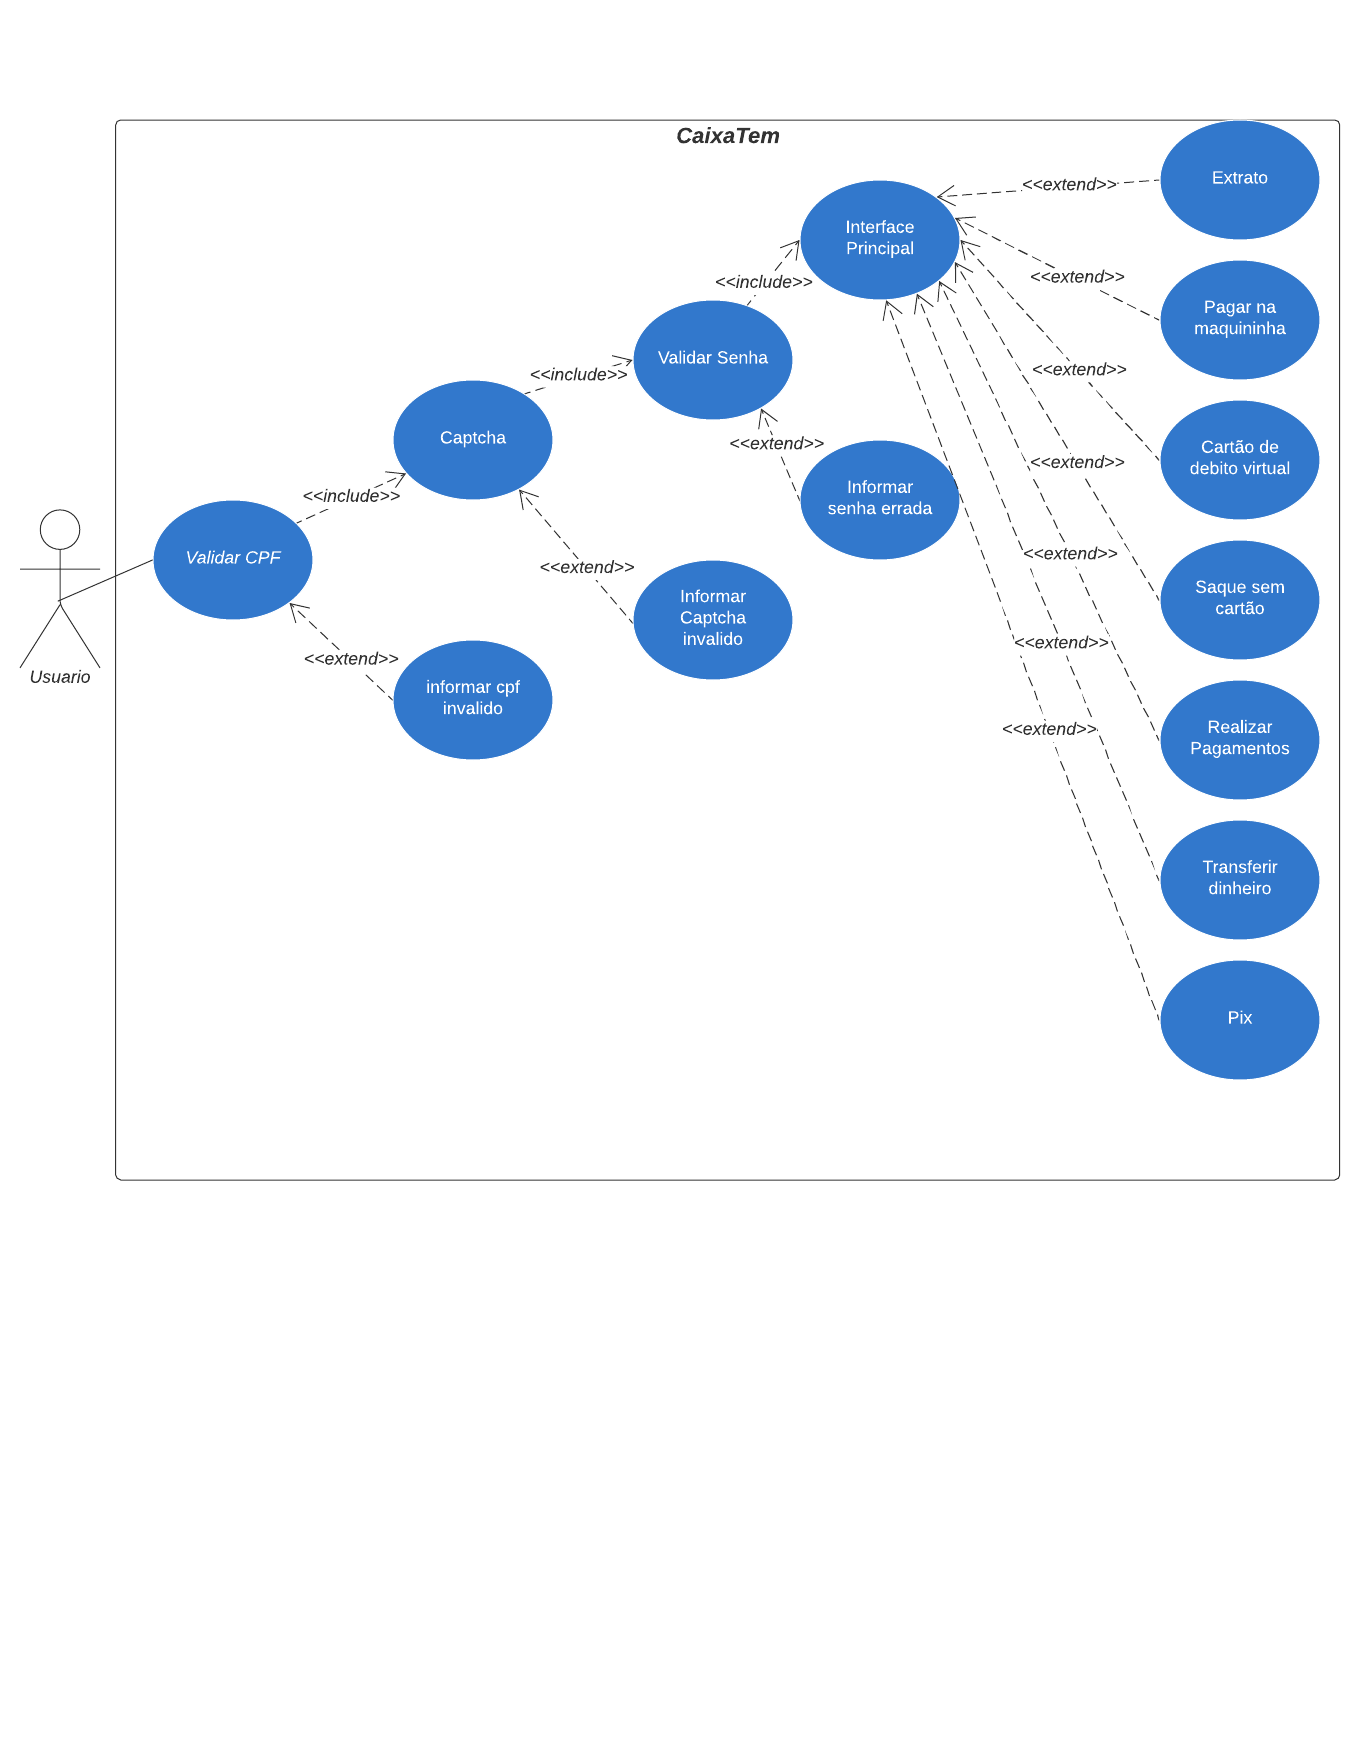 CaixaTem
Extrato
<<extend>>
Interface
Principal
<<extend>>
Pagar na
maquininha
<<include>>
Validar Senha
<<include>>
<<extend>>
Captcha
<<extend>>
Cartão de
debito virtual
<<extend>>
Informar
senha errada
<<include>>
Validar CPF
<<extend>>
<<extend>>
Saque sem
cartão
Informar
Captcha
invalido
<<extend>>
<<extend>>
Usuario
informar cpf
invalido
<<extend>>
Realizar
Pagamentos
Transferir
dinheiro
Pix